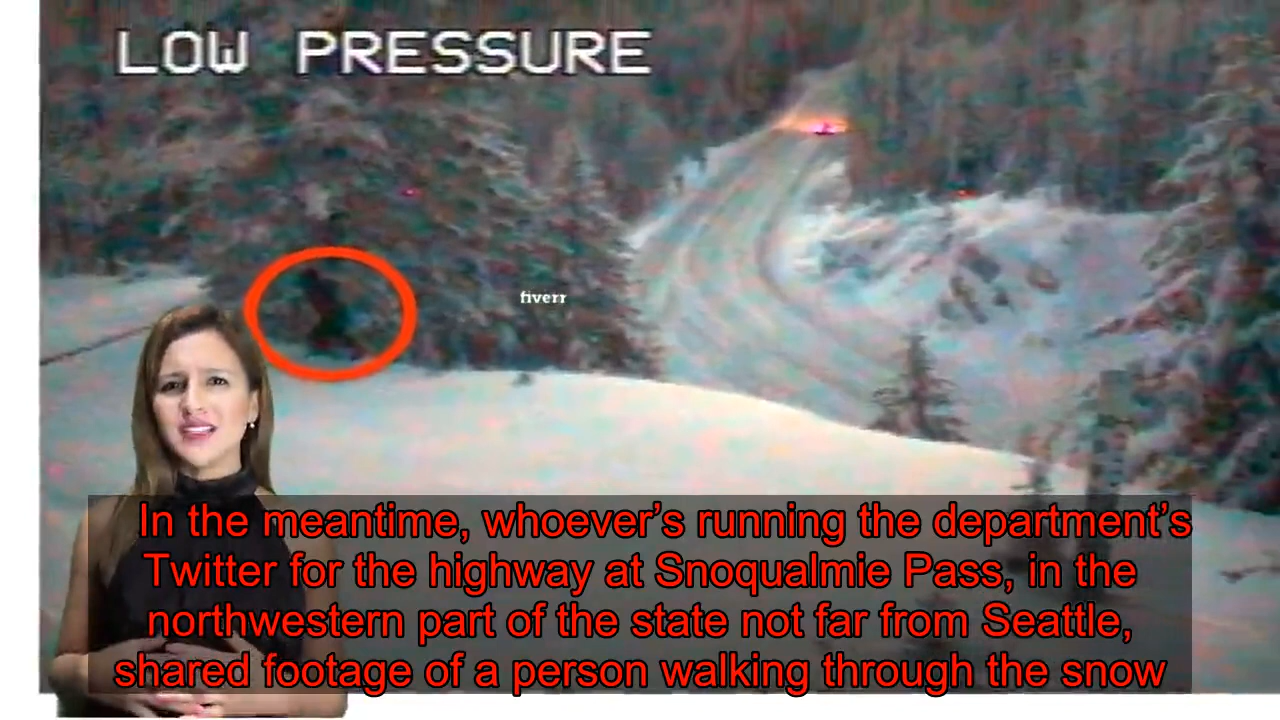 LOW PRESSURE
fiverr
In the meantime, whoever’s running the department’s
Twitter for the highway at Snoqualmie Pass, in the
northwestern part of the state not far from Seattle,
shared footage of a person walking through the snow